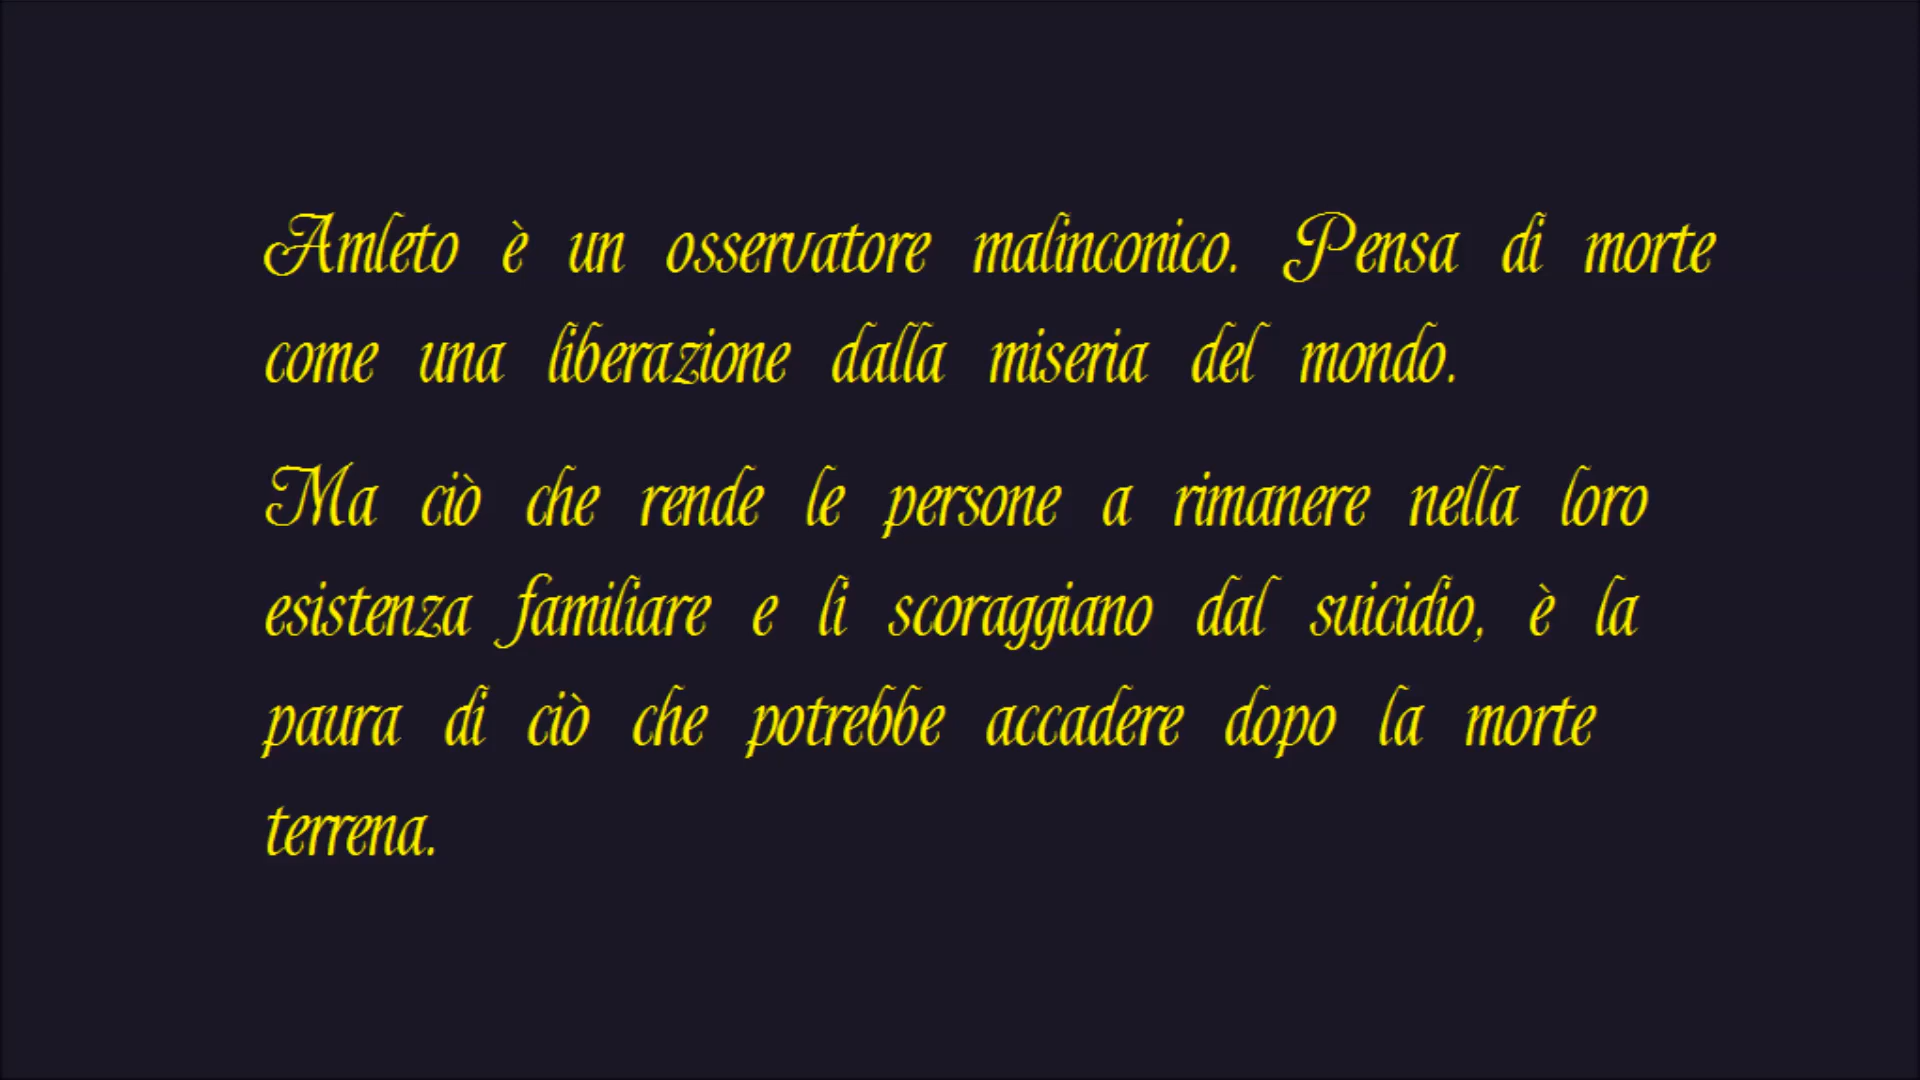 Amleto è un osservatore malinconico. Pensa di morte
come una liberazione dalla miseria del mondo.
Ma ciò che rende le persone a rimanere nella loro
esistenza familiare e li scoraggiano dal suicidio, è la
paura di ciò che potrebbe accadere dopo la morte
terrena.